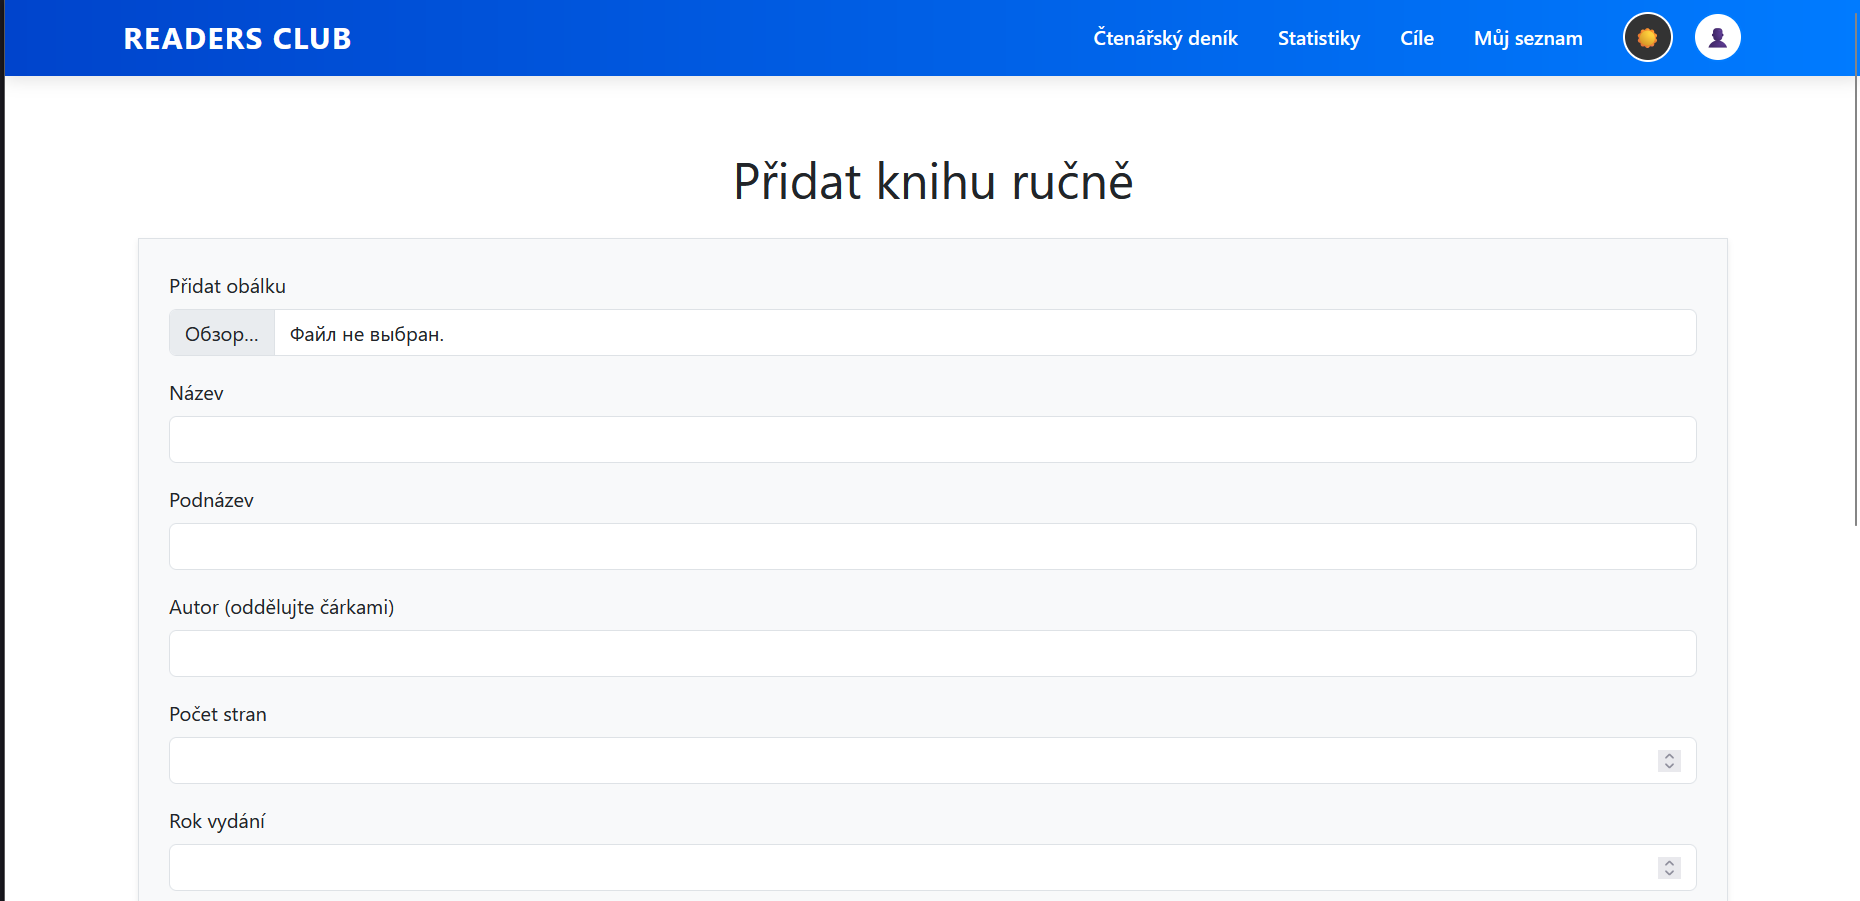 READERS CLUB
Čtenářský deník
Statistiky
Cíle
Můj seznam
Přidat knihu ručně
Přidat obálku
Обзор... Файл не выбран.
Název
Podnázev
Autor (oddělujte čárkami)
Počet stran
Rok vydání